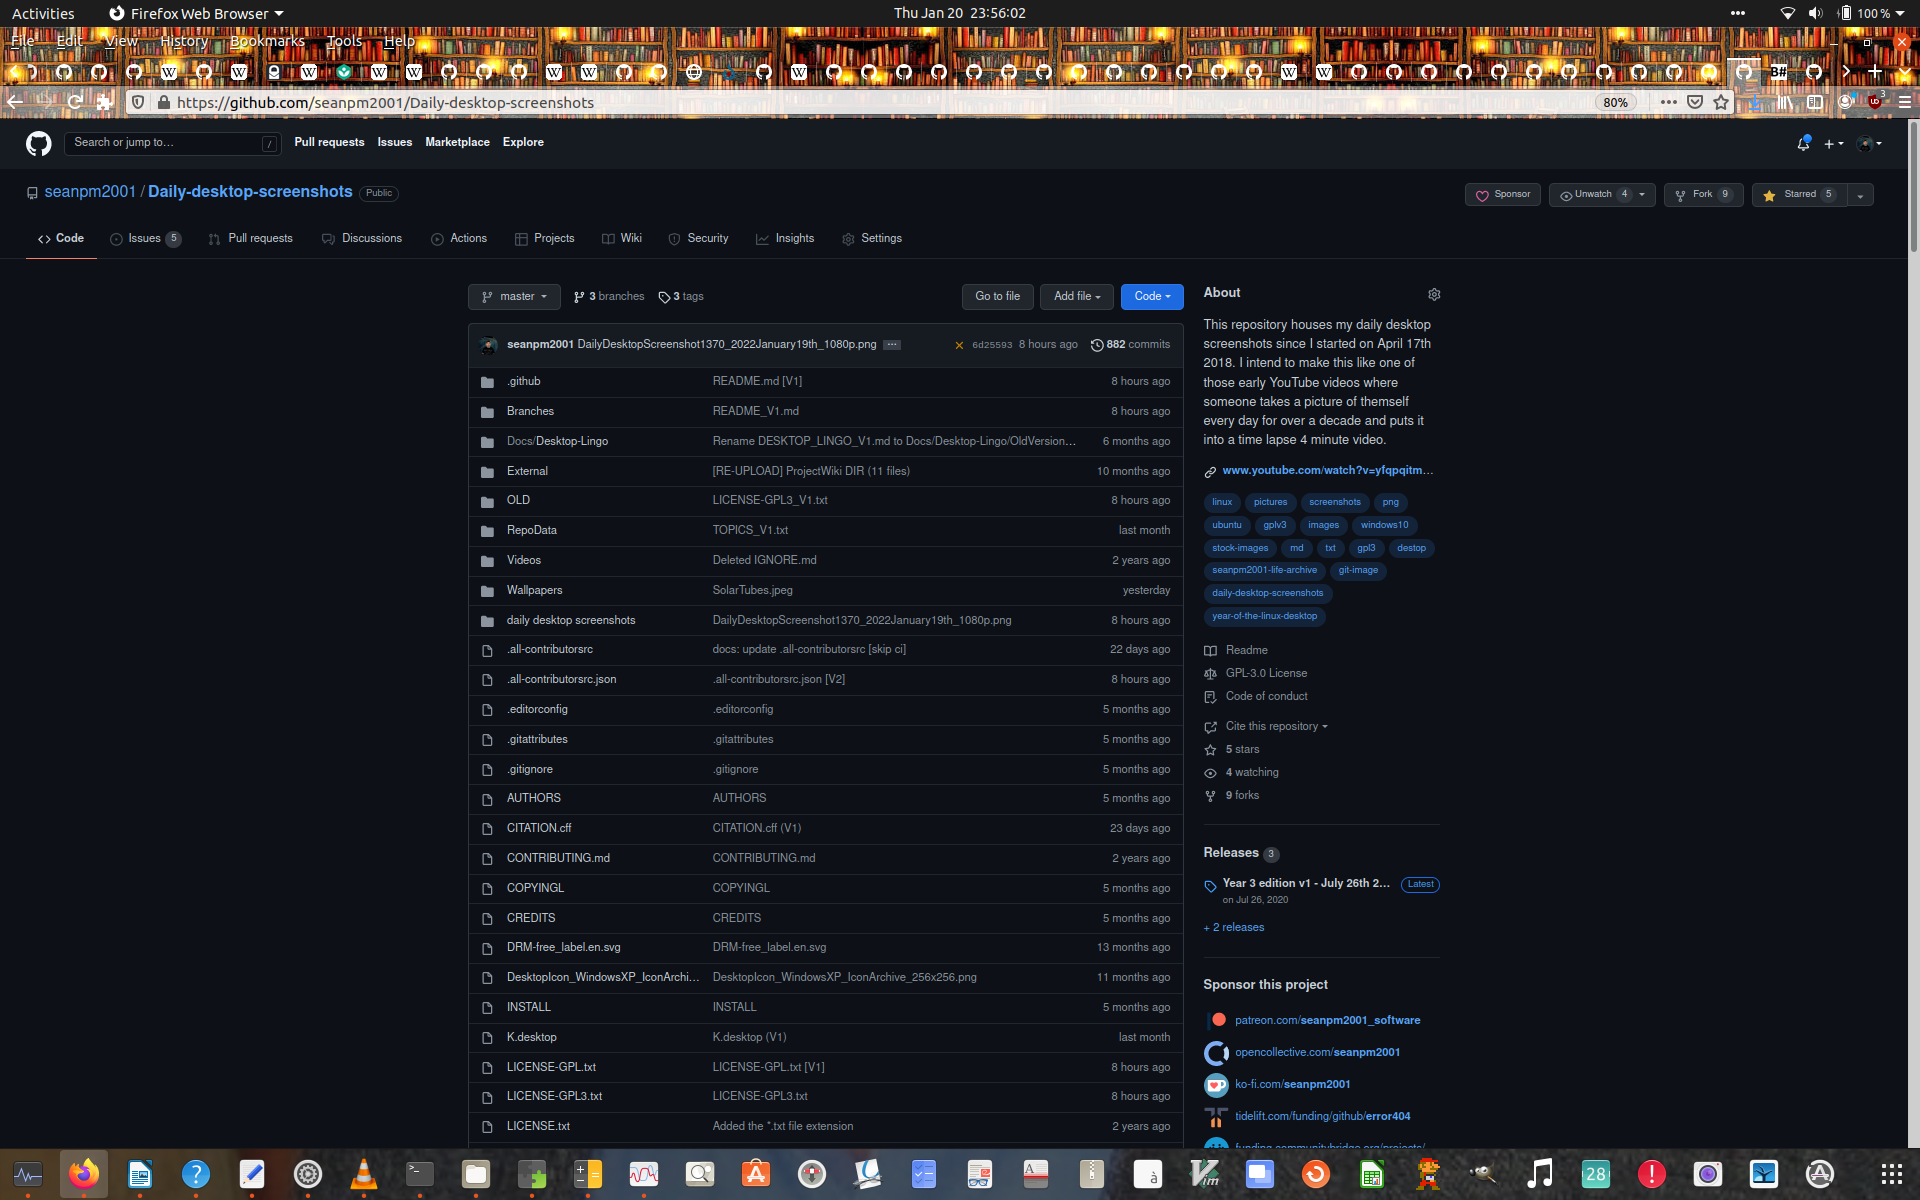 Activities Firefox Web Browser Thu Jan 20 23:56:02 100 %
File Edit View History Bookmarks Tools Help
https://github.com/seanpm2001/Daily-desktop-screenshots 80% 3
Search or jump to… / Pull requests Issues Marketplace Explore
seanpm2001 / Daily-desktop-screenshots Public Sponsor Unwatch 4 Fork 9 Starred 5
Code Issues 5 Pull requests Discussions Actions Projects Wiki Security Insights Settings
master 3 branches 3 tags Go to file Add file Code
seanpm2001 DailyDesktopScreenshot1370_2022January19th_1080p.png ... 6d25593 8 hours ago 882 commits
.github README.md [V1] 8 hours ago
Branches README_V1.md 8 hours ago
Docs/Desktop-Lingo Rename DESKTOP_LINGO_V1.md to Docs/Desktop-Lingo/OldVersion… 6 months ago
External [RE-UPLOAD] ProjectWiki DIR (11 files) 10 months ago
OLD LICENSE-GPL3_V1.txt 8 hours ago
RepoData TOPICS_V1.txt last month
Videos Deleted IGNORE.md 2 years ago
Wallpapers SolarTubes.jpeg yesterday
daily desktop screenshots DailyDesktopScreenshot1370_2022January19th_1080p.png 8 hours ago
.all-contributorsrc docs: update .all-contributorsrc [skip ci] 22 days ago
.all-contributorsrc.json .all-contributorsrc.json [V2] 8 hours ago
.editorconfig .editorconfig 5 months ago
.gitattributes .gitattributes 5 months ago
.gitignore .gitignore 5 months ago
AUTHORS AUTHORS 5 months ago
CITATION.cff CITATION.cff (V1) 23 days ago
CONTRIBUTING.md CONTRIBUTING.md 2 years ago
COPYINGL COPYINGL 5 months ago
CREDITS CREDITS 5 months ago
DRM-free_label.en.svg DRM-free_label.en.svg 13 months ago
DesktopIcon_WindowsXP_IconArchi… DesktopIcon_WindowsXP_IconArchive_256x256.png 11 months ago
INSTALL INSTALL 5 months ago
K.desktop K.desktop (V1) last month
LICENSE-GPL.txt LICENSE-GPL.txt [V1] 8 hours ago
LICENSE-GPL3.txt LICENSE-GPL3.txt 8 hours ago
LICENSE.txt Added the *.txt file extension 2 years ago
About
This repository houses my daily desktop
screenshots since I started on April 17th
2018. I intend to make this like one of
those early YouTube videos where
someone takes a picture of themself
every day for over a decade and puts it
into a time lapse 4 minute video.
www.youtube.com/watch?v=yfqpqitm…
linux pictures screenshots png
ubuntu gplv3 images windows10
stock-images md txt gpl3 destop
seanpm2001-life-archive git-image
daily-desktop-screenshots
year-of-the-linux-desktop
Readme
GPL-3.0 License
Code of conduct
Cite this repository
5 stars
4 watching
9 forks
Releases 3
Year 3 edition v1 - July 26th 2… Latest
on Jul 26, 2020
+ 2 releases
Sponsor this project
patreon.com/seanpm2001_software
opencollective.com/seanpm2001
ko-fi.com/seanpm2001
tidelift.com/funding/github/error404
funding.communitybridge.org/projects/
28